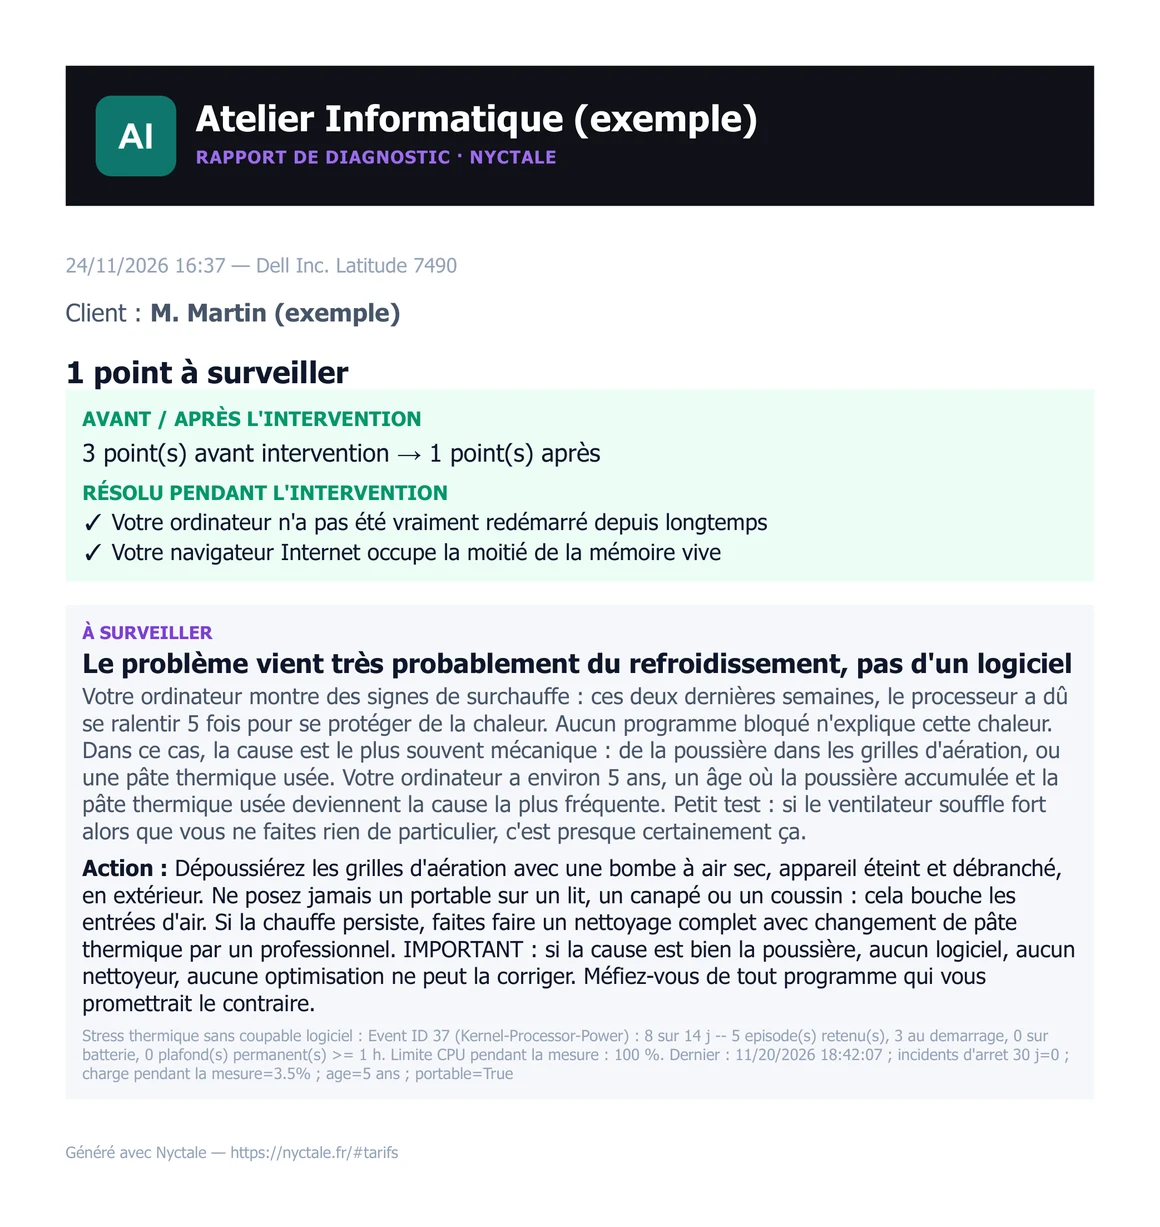 AI
Atelier Informatique (exemple)
RAPPORT DE DIAGNOSTIC · NYCTALE
24/11/2026 16:37 — Dell Inc. Latitude 7490
Client : M. Martin (exemple)
1 point à surveiller
AVANT / APRÈS L'INTERVENTION
3 point(s) avant intervention → 1 point(s) après
RÉSOLU PENDANT L'INTERVENTION
✓ Votre ordinateur n'a pas été vraiment redémarré depuis longtemps
✓ Votre navigateur Internet occupe la moitié de la mémoire vive
À SURVEILLER
Le problème vient très probablement du refroidissement, pas d'un logiciel
Votre ordinateur montre des signes de surchauffe : ces deux dernières semaines, le processeur a dû
se ralentir 5 fois pour se protéger de la chaleur. Aucun programme bloqué n'explique cette chaleur.
Dans ce cas, la cause est le plus souvent mécanique : de la poussière dans les grilles d'aération, ou
une pâte thermique usée. Votre ordinateur a environ 5 ans, un âge où la poussière accumulée et la
pâte thermique usée deviennent la cause la plus fréquente. Petit test : si le ventilateur souffle fort
alors que vous ne faites rien de particulier, c'est presque certainement ça.
Action : Dépoussiérez les grilles d'aération avec une bombe à air sec, appareil éteint et débranché,
en extérieur. Ne posez jamais un portable sur un lit, un canapé ou un coussin : cela bouche les
entrées d'air. Si la chauffe persiste, faites faire un nettoyage complet avec changement de pâte
thermique par un professionnel. IMPORTANT : si la cause est bien la poussière, aucun logiciel, aucun
nettoyeur, aucune optimisation ne peut la corriger. Méfiez-vous de tout programme qui vous
promettrait le contraire.
Stress thermique sans coupable logiciel : Event ID 37 (Kernel-Processor-Power) : 8 sur 14 j -- 5 episode(s) retenu(s), 3 au demarrage, 0 sur
batterie, 0 plafond(s) permanent(s) >= 1 h. Limite CPU pendant la mesure : 100 %. Dernier : 11/20/2026 18:42:07 ; incidents d'arret 30 j=0 ;
charge pendant la mesure=3.5% ; age=5 ans ; portable=True
Généré avec Nyctale — https://nyctale.fr/#tarifs